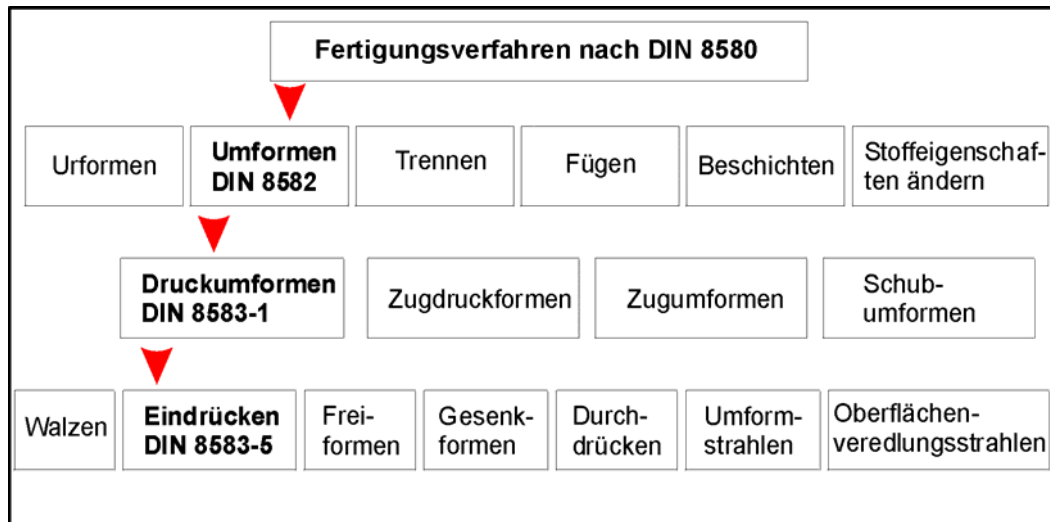 Fertigungsverfahren nach DIN 8580
Urformen
Umformen
DIN 8582
Trennen
Fügen
Beschichten
Stoffeigenschaf-
ten ändern
Druckumformen
DIN 8583-1
Zugdruckformen
Zugumformen
Schub-
umformen
Walzen
Eindrücken
DIN 8583-5
Frei-
formen
Gesenk-
formen
Durch-
drücken
Umform-
strahlen
Oberflächen-
veredlungsstrahlen